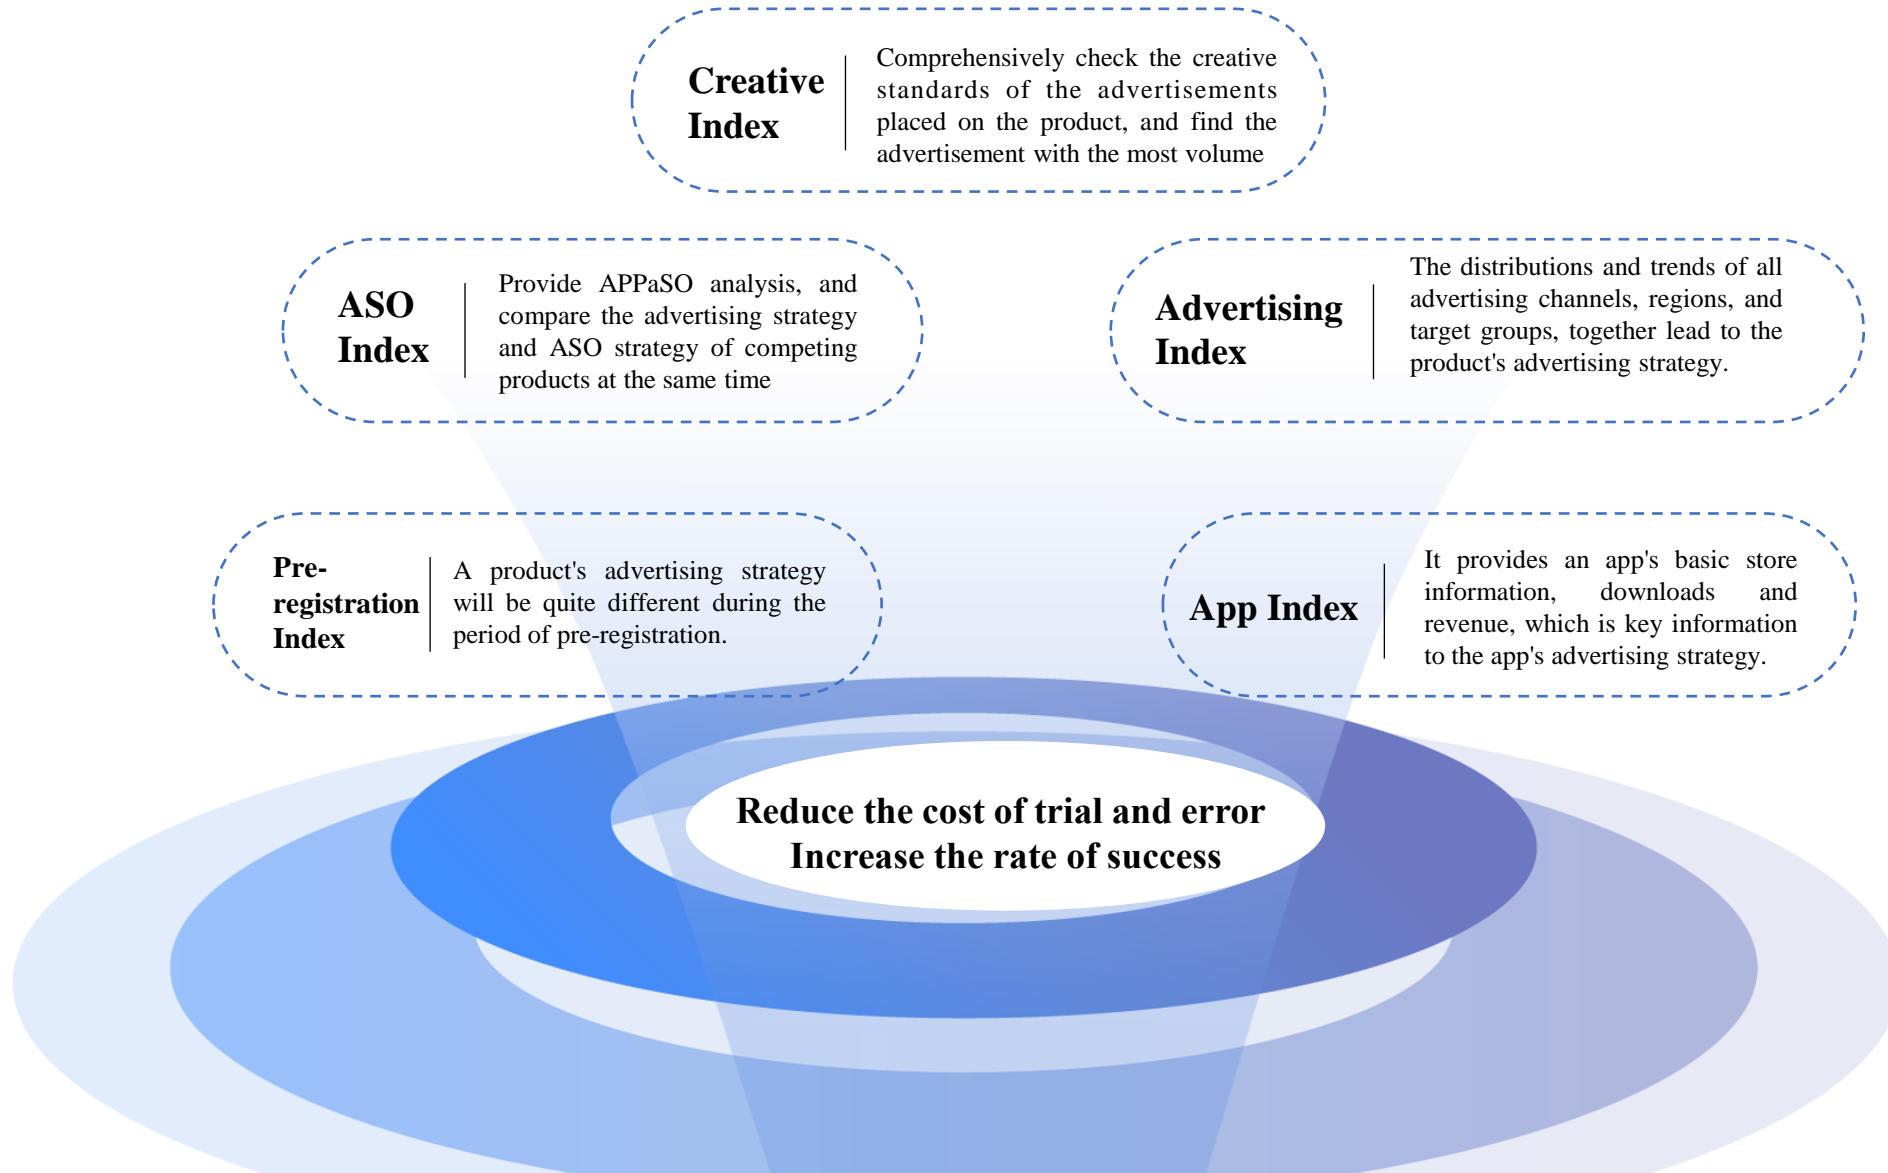 Creative
Index
Comprehensively check the creative
standards of the advertisements
placed on the product, and find the
advertisement with the most volume
ASO
Index
Provide APPaSO analysis, and
compare the advertising strategy
and ASO strategy of competing
products at the same time
Advertising
Index
The distributions and trends of all
advertising channels, regions, and
target groups, together lead to the
product's advertising strategy.
Pre-
registration
Index
A product's advertising strategy
will be quite different during the
period of pre-registration.
App Index
It provides an app's basic store
information, downloads and
revenue, which is key information
to the app's advertising strategy.
Reduce the cost of trial and error
Increase the rate of success